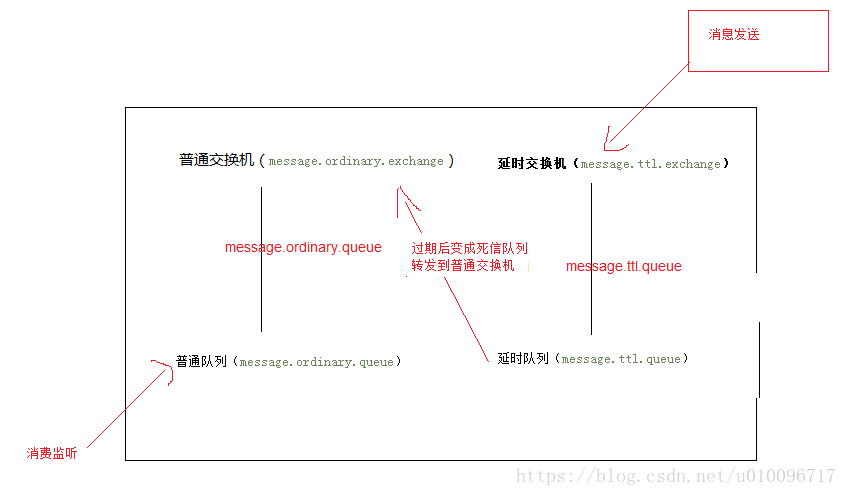 消息发送
普通交换机（message.ordinary.exchange）
延时交换机（message.ttl.exchange）
message.ordinary.queue
过期后变成死信队列
转发到普通交换机
message.ttl.queue
普通队列（message.ordinary.queue）
延时队列（message.ttl.queue）
消费监听
https://blog.csdn.net/u010096717